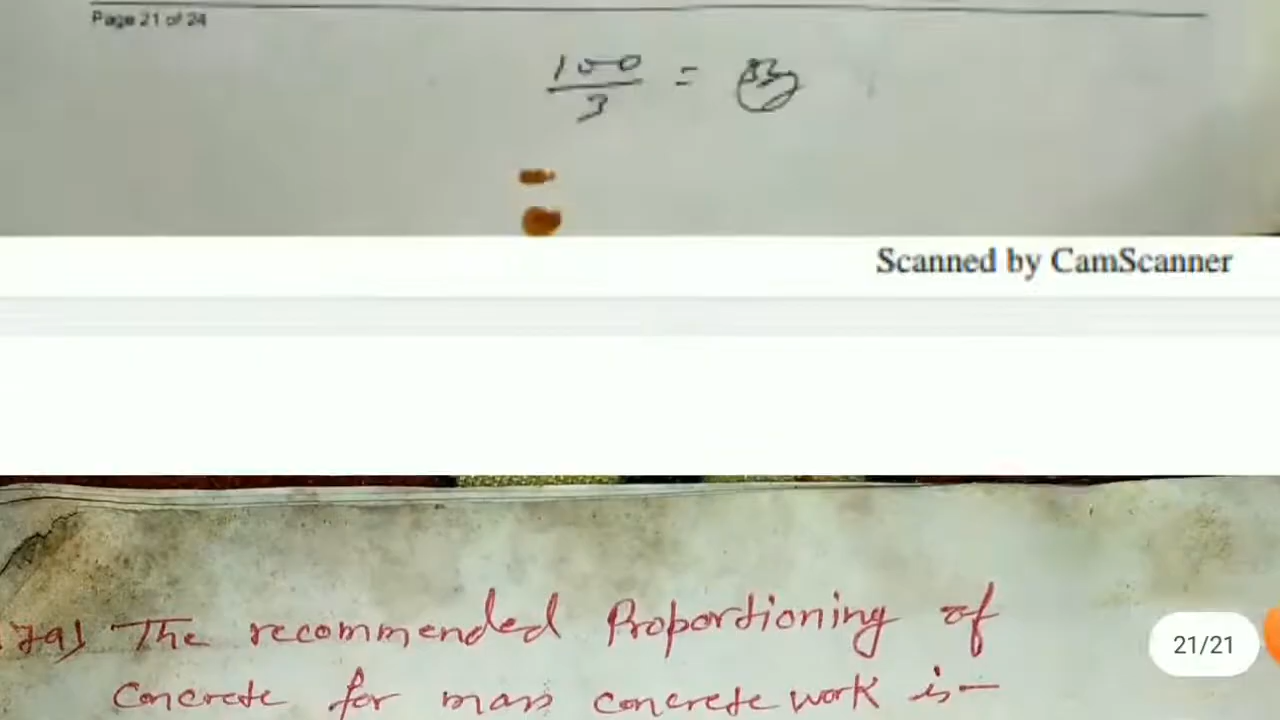 Page 21 of 24
100
3
= 33
Scanned by CamScanner
The recommended Proportioning of
21/21
Concrete for mass concrete work is—